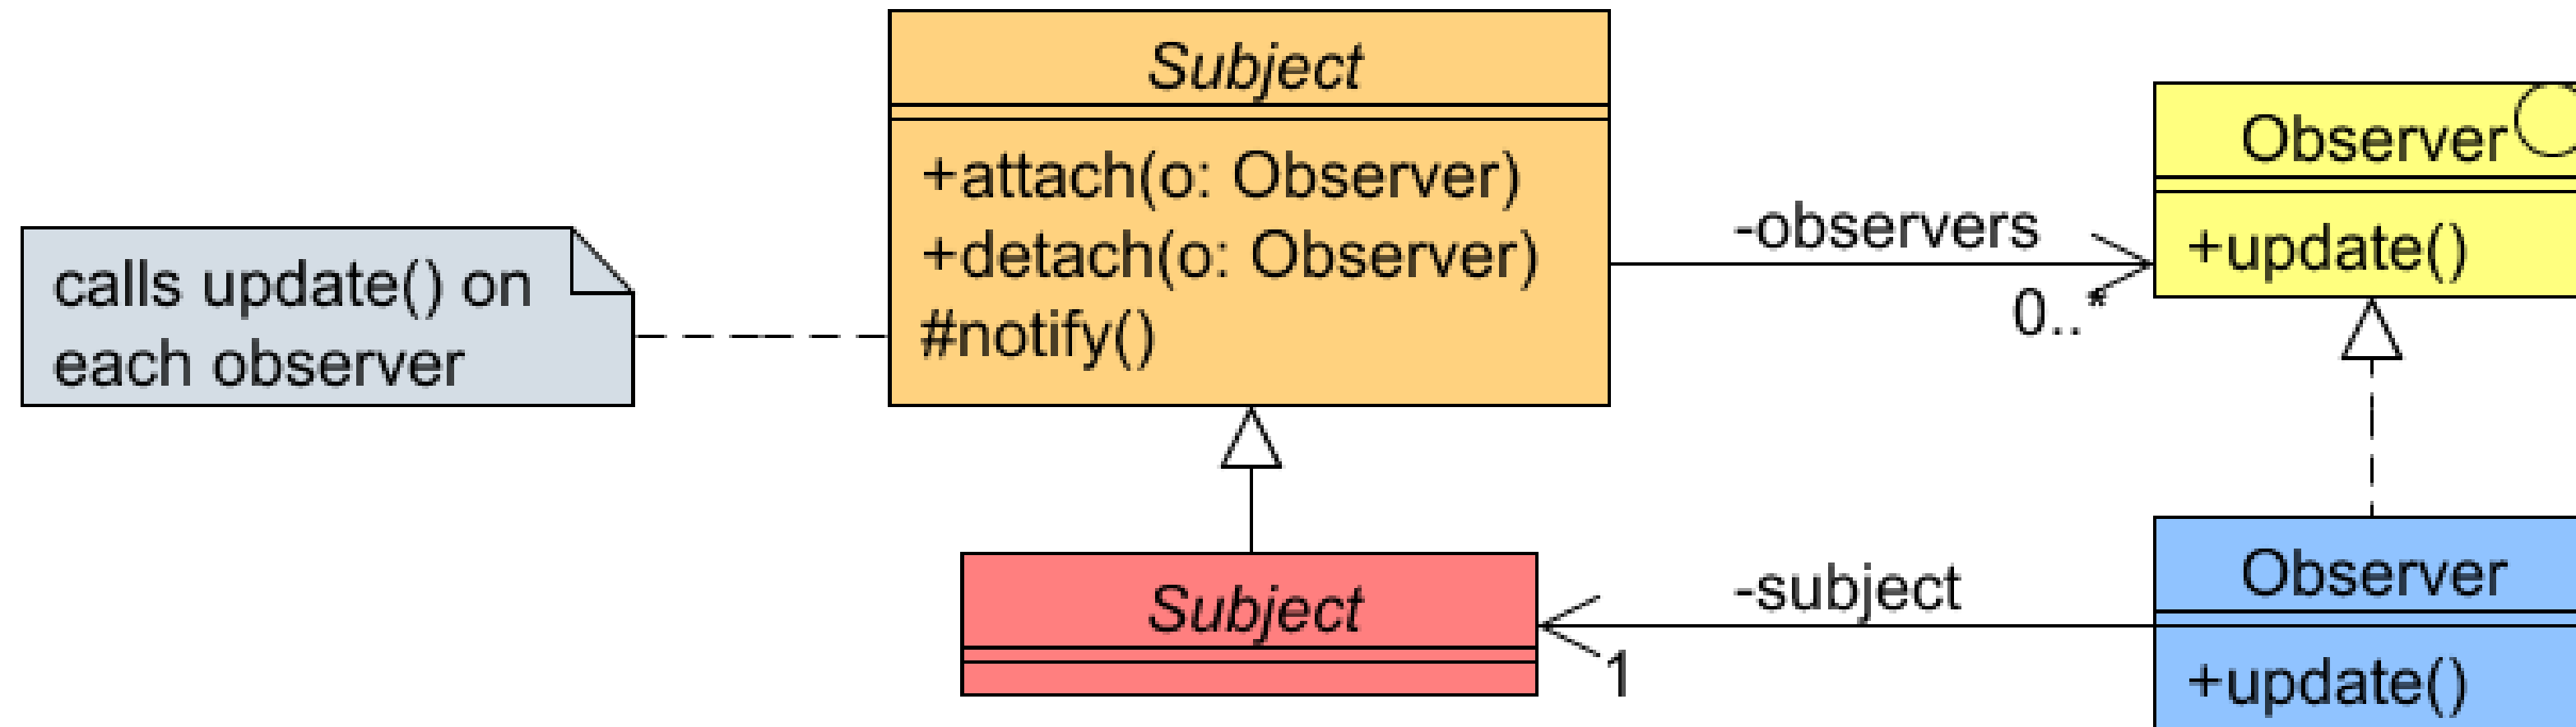 Subject
+attach(o: Observer)
+detach(o: Observer)
#notify()
calls update() on
each observer
-observers
0..*
Observer
+update()
Subject
-subject
1
Observer
+update()